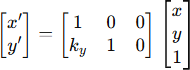 [x′ y′] = [1 0 0 ; k_y 1 0] [x y 1]